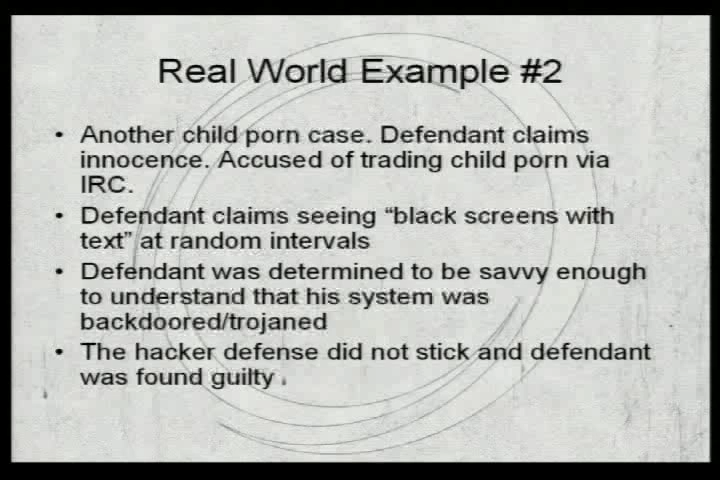 Real World Example #2
• Another child porn case. Defendant claims
innocence. Accused of trading child porn via
IRC.
• Defendant claims seeing “black screens with
text” at random intervals
• Defendant was determined to be savvy enough
to understand that his system was
backdoored/trojaned
• The hacker defense did not stick and defendant
was found guilty